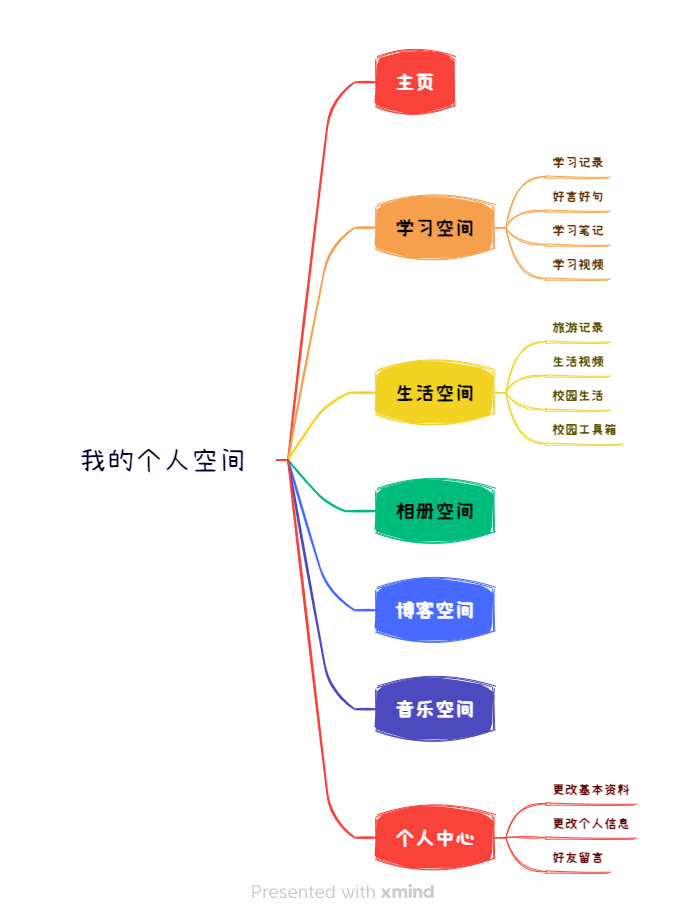 主页
学习空间
学习记录
好言好句
学习笔记
学习视频
生活空间
旅游记录
生活视频
校园生活
校园工具箱
我的个人空间
相册空间
博客空间
音乐空间
个人中心
更改基本资料
更改个人信息
好友留言
Presented with xmind